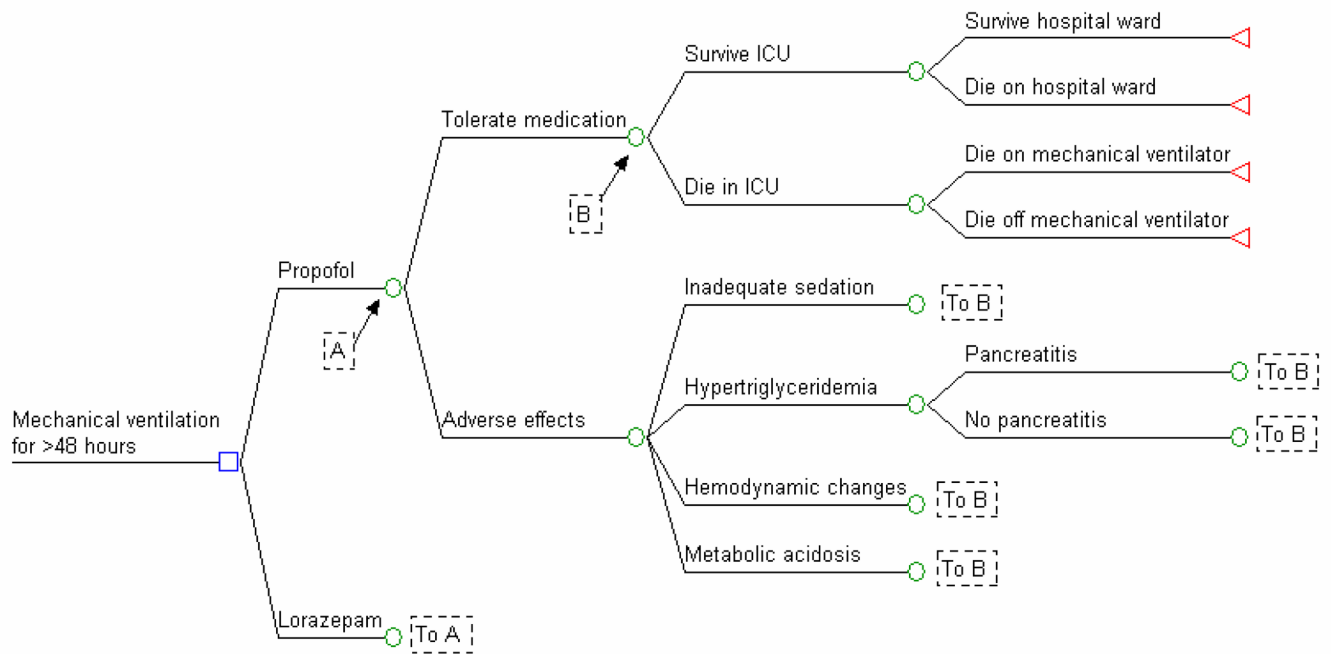 Survive hospital ward
Survive ICU
Die on hospital ward
Tolerate medication
Die on mechanical ventilator
Die in ICU
B
Die off mechanical ventilator
Propofol
Inadequate sedation
To B
A
Pancreatitis
To B
Hypertriglyceridemia
Mechanical ventilation
for >48 hours
Adverse effects
No pancreatitis
To B
Hemodynamic changes
To B
Metabolic acidosis
To B
Lorazepam
To A